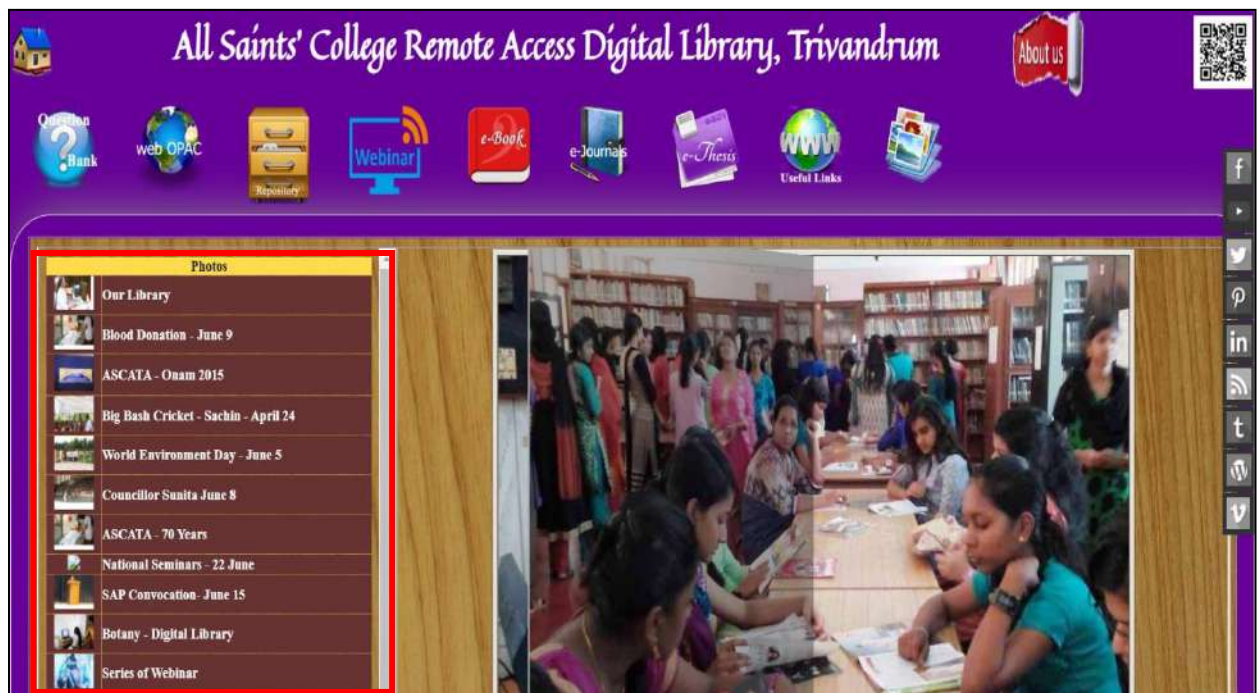 All Saints' College Remote Access Digital Library, Trivandrum
About us
Question
Bank
web OPAC
Repository
Webinar
e-Book
e-Journals
e-Thesis
WWW
Useful Links
Photos
Our Library
Blood Donation - June 9
ASCATA - Onam 2015
Big Bash Cricket - Sachin - April 24
World Environment Day - June 5
Councillor Sunita June 8
ASCATA - 70 Years
National Seminars - 22 June
SAP Convocation- June 15
Botany - Digital Library
Series of Webinar